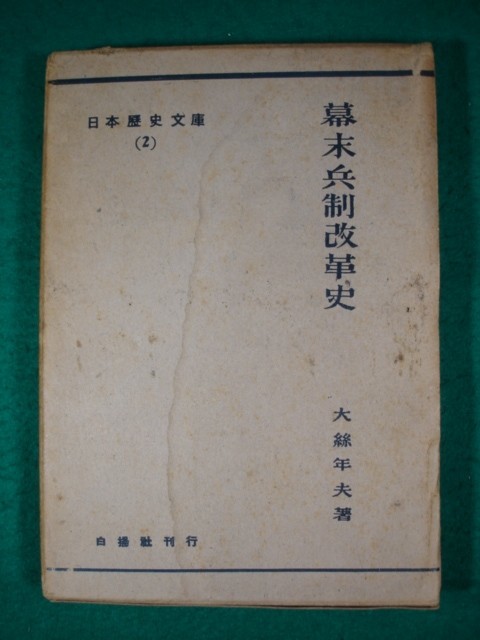 日本歴史文庫
(2)
幕末兵制改革史
大絲年夫著
白揚社刊行